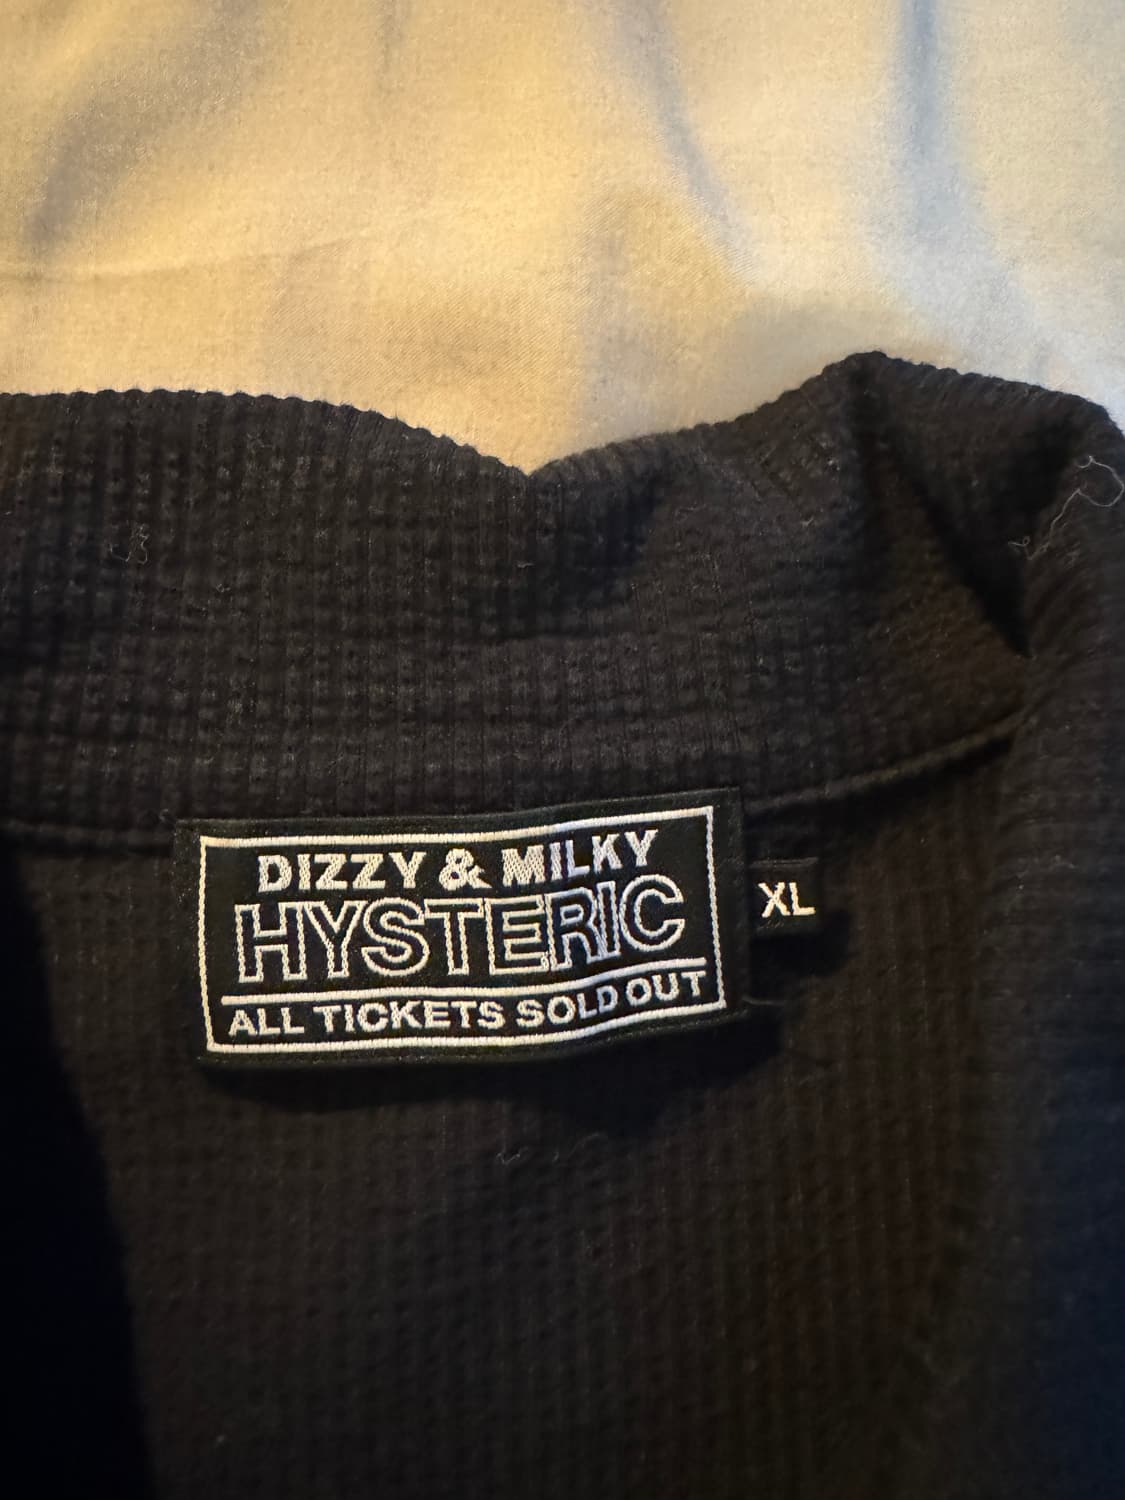 DIZZY & MILKY
HYSTERIC
ALL TICKETS SOLD OUT
XL